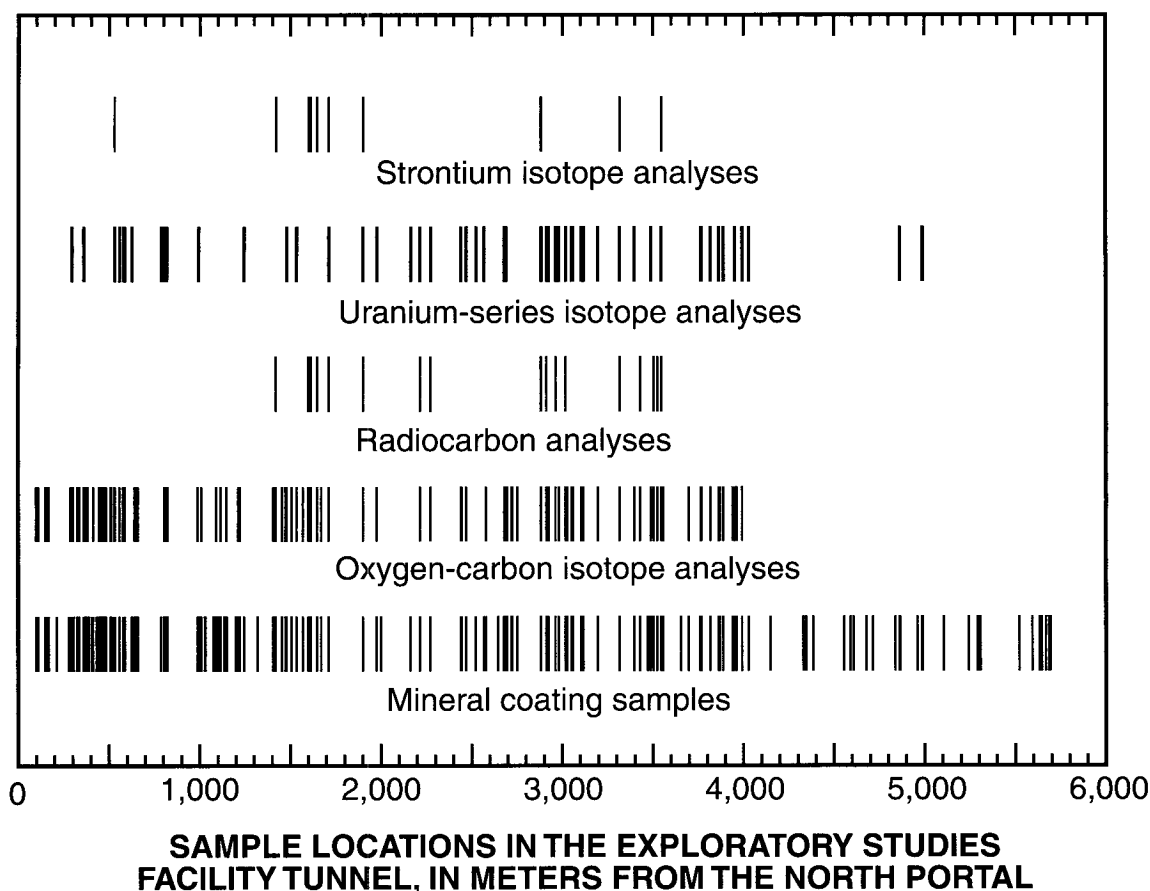 Strontium isotope analyses
Uranium-series isotope analyses
Radiocarbon analyses
Oxygen-carbon isotope analyses
Mineral coating samples
0 1,000 2,000 3,000 4,000 5,000 6,000
SAMPLE LOCATIONS IN THE EXPLORATORY STUDIES
FACILITY TUNNEL, IN METERS FROM THE NORTH PORTAL